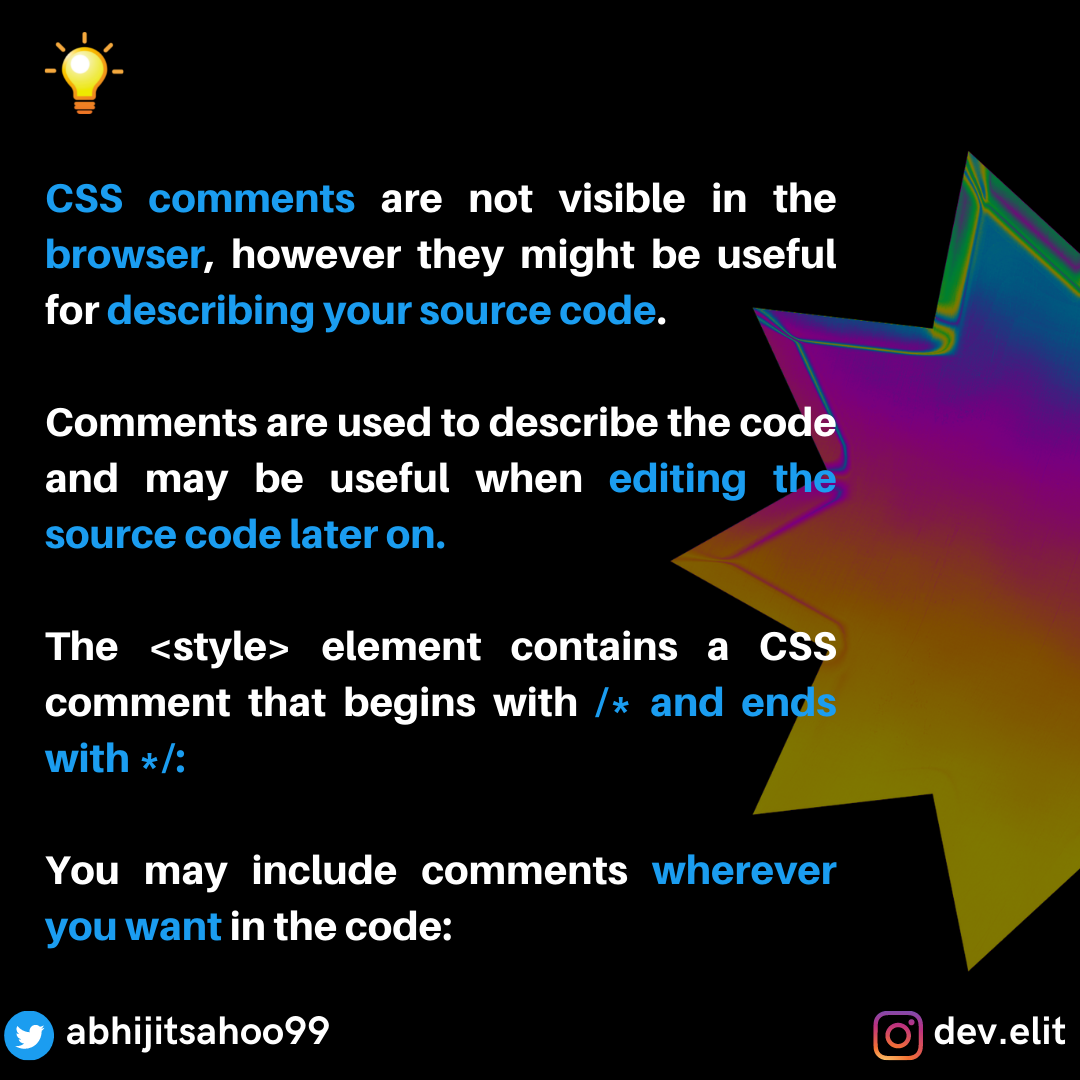 CSS comments are not visible in the
browser, however they might be useful
for describing your source code.
Comments are used to describe the code
and may be useful when editing the
source code later on.
The <style> element contains a CSS
comment that begins with /* and ends
with */:
You may include comments wherever
you want in the code:
abhijitsahoo99
dev.elit